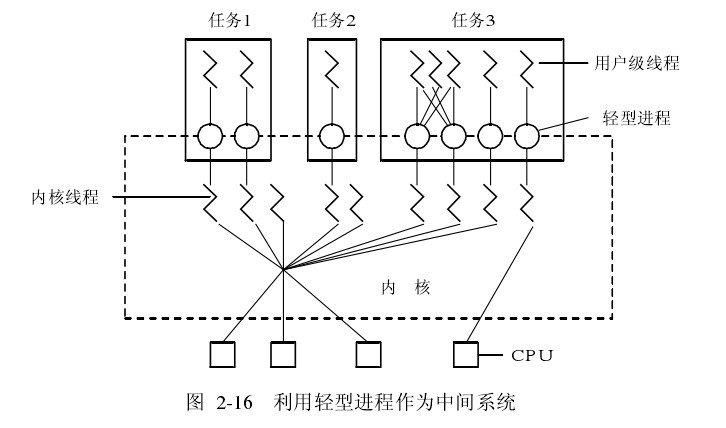 任务1 任务2 任务3
用户级线程
轻型进程
内核线程
内 核
CPU
图 2-16 利用轻型进程作为中间系统